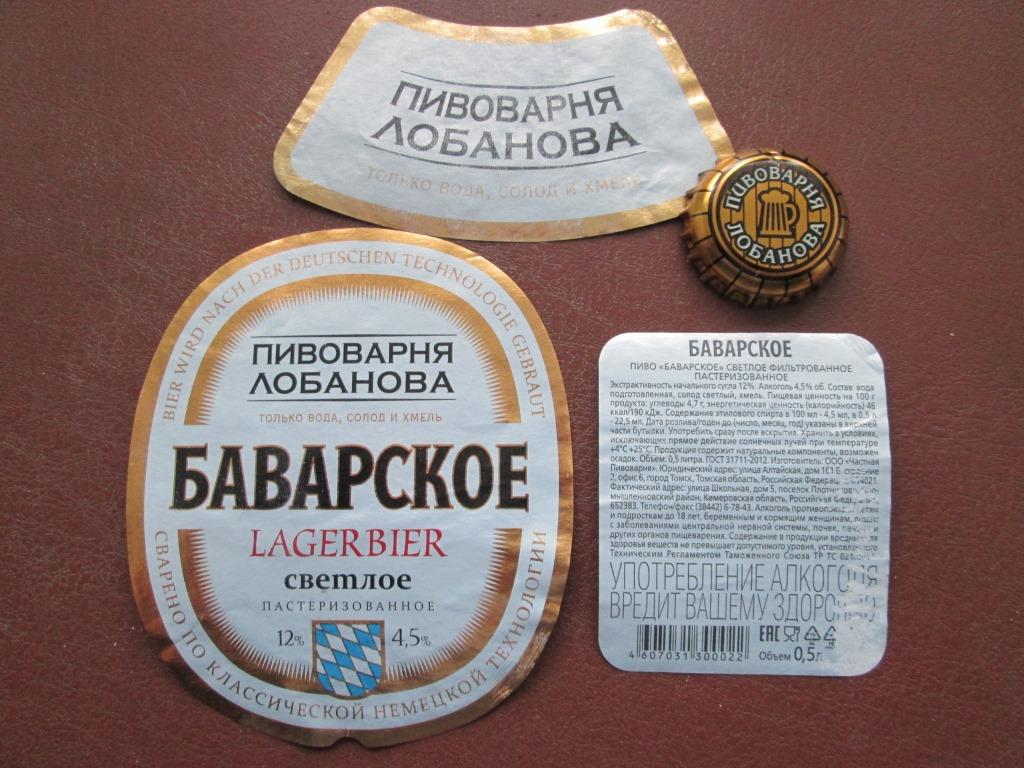 ПИВОВАРНЯ
ЛОБАНОВА
ТОЛЬКО ВОДА, СОЛОД И ХМЕЛЬ
ПИВОВАРНЯ
ЛОБАНОВА
BIER WIRD NACH DER DEUTSCHEN TECHNOLOGIE GEBRAUT
ПИВОВАРНЯ
ЛОБАНОВА
ТОЛЬКО ВОДА, СОЛОД И ХМЕЛЬ
БАВАРСКОЕ
LAGERBIER
светлое
ПАСТЕРИЗОВАННОЕ
12% 4,5%
СВАРЕНО ПО КЛАССИЧЕСКОЙ НЕМЕЦКОЙ ТЕХНОЛОГИИ
БАВАРСКОЕ
ПИВО «БАВАРСКОЕ» СВЕТЛОЕ ФИЛЬТРОВАННОЕ
ПАСТЕРИЗОВАННОЕ
Экстрактивность начального сусла 12%. Алкоголь 4,5% об. Состав: вода
подготовленная, солод светлый, хмель. Пищевая ценность на 100 г
продукта: углеводы 4,7 г, энергетическая ценность (калорийность) 46
ккал/190 кДж. Содержание этилового спирта в 100 мл - 4,5 мл, в 0,5 л
- 22,5 мл. Дата розлива/годен до (число, месяц, год) указаны в верхней
части бутылки. Употребить сразу после вскрытия. Хранить в условиях,
исключающих прямое действие солнечных лучей при температуре
+4°С+25°С. Продукция содержит натуральные компоненты, возможен
осадок. Объем: 0,5 литра. ГОСТ 31711-2012. Изготовитель: ООО «Частная
Пивоварня». Юридический адрес: улица Алтайская, дом
2, офис 6, город Томск, Томская область, Российская
Фактический адрес: улица Школьная, дом 5, поселок
район, Кемеровская область, Российская
652383. Телефон/факс (38442) 6-78-43. Алкоголь
и подросткам до 18 лет, беременным и кормящим женщинам,
с заболеваниями центральной нервной системы, почек,
других органов пищеварения. Содержание в продукции
здоровья веществ не превышает допустимого уровня,
Техническим Регламентом Таможенного Союза ТР ТС
УПОТРЕБЛЕНИЕ АЛКОГОЛЯ
ВРЕДИТ ВАШЕМУ ЗДОРОВЬЮ
4 607031 300022
EAC
Объем 0,5л